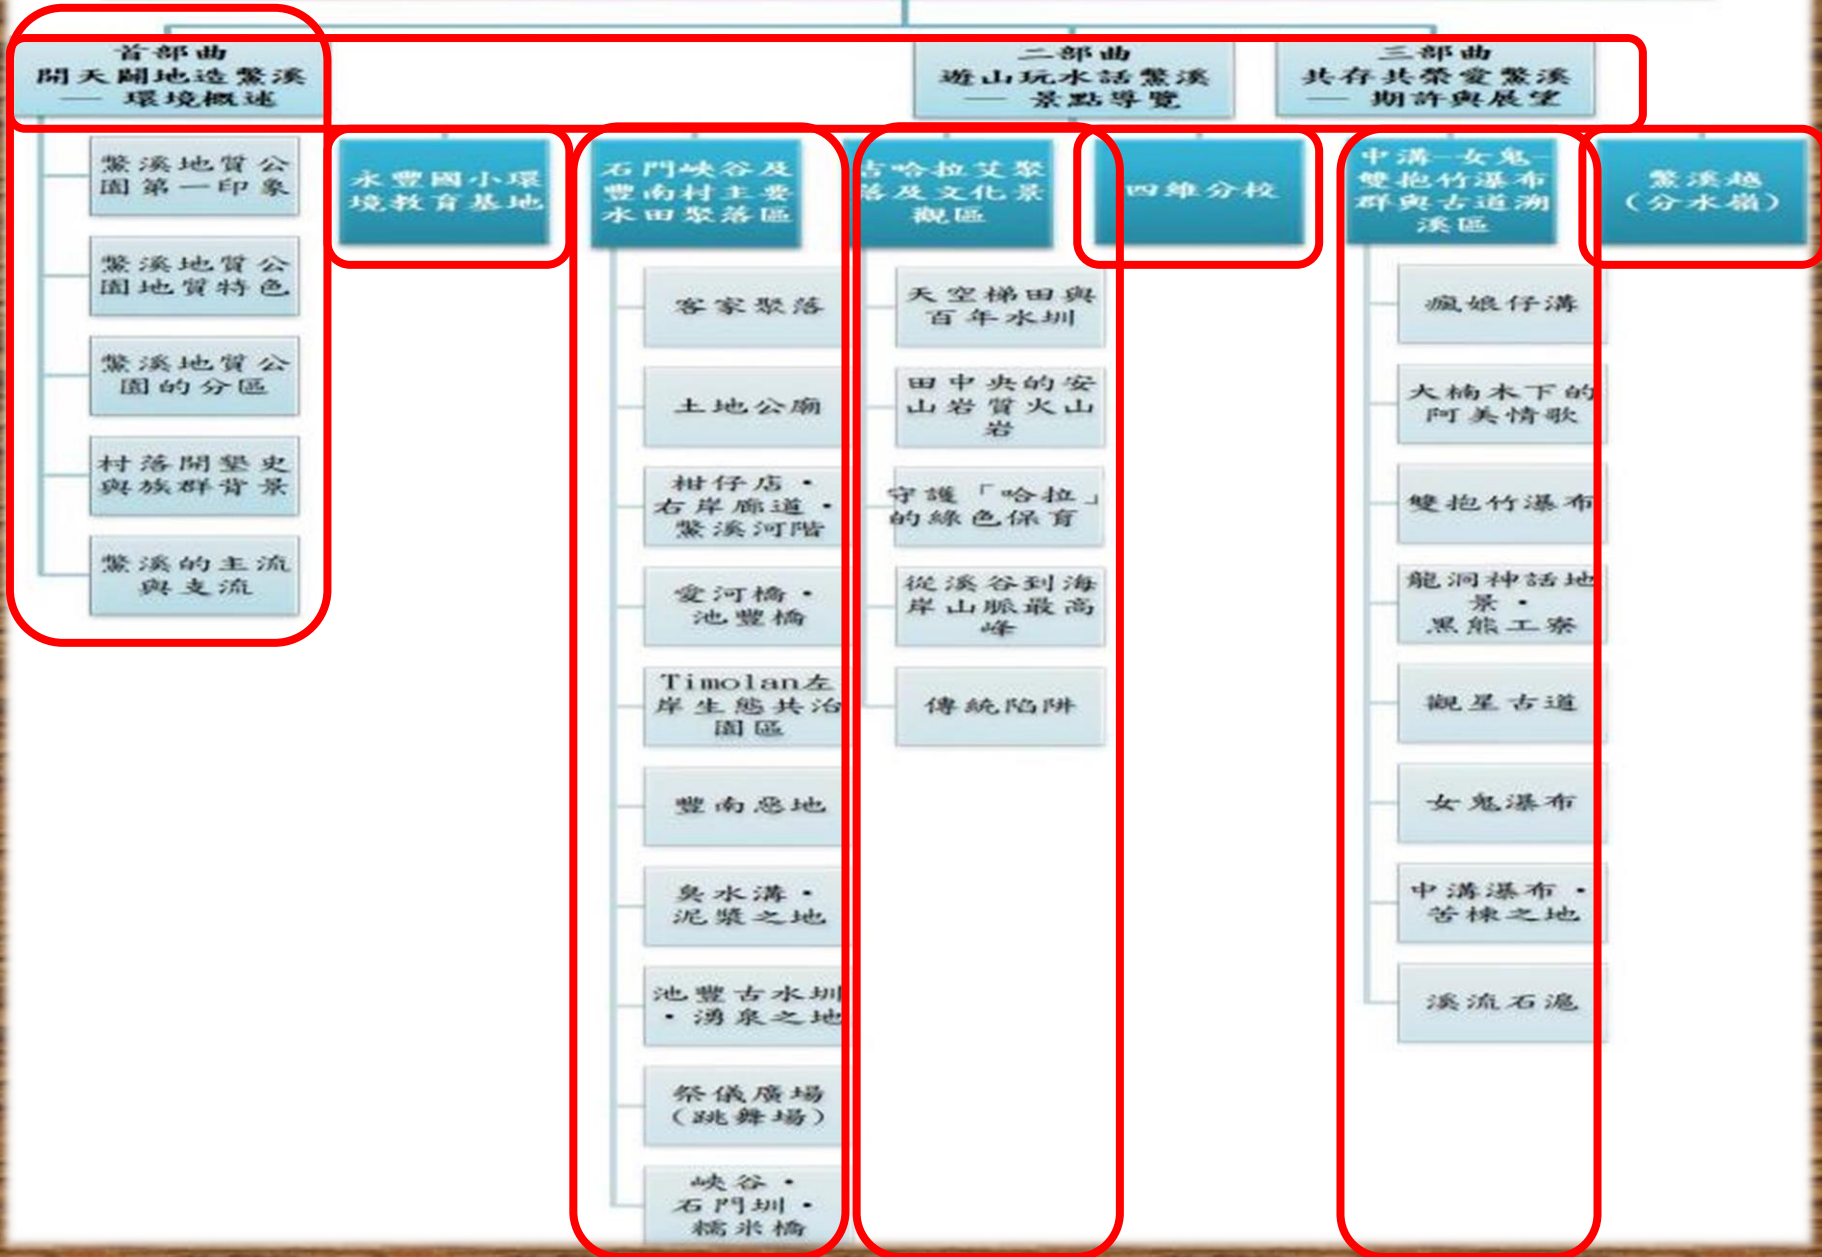 首部曲
開天闢地造鱉溪
— 環境概述
二部曲
遊山玩水話鱉溪
— 景點導覽
三部曲
共存共榮愛鱉溪
— 期許與展望
鱉溪地質公
園第一印象
鱉溪地質公
園地質特色
鱉溪地質公
園的分區
村落開墾史
與族群背景
鱉溪的主流
與支流
永豐國小環
境教育基地
石門峽谷及
豐南村主要
水田聚落區
客家聚落
土地公廟
柑仔店・
右岸廊道・
鱉溪河階
愛河橋・
池豐橋
Timolan左
岸生態共治
園區
豐南惡地
臭水溝・
泥漿之地
池豐古水圳
・湧泉之地
祭儀廣場
（跳舞場）
峽谷・
石門圳・
糯米橋
吉哈拉艾聚
落及文化景
觀區
天空梯田與
百年水圳
田中央的安
山岩質火山
岩
守護「哈拉」
的綠色保育
從溪谷到海
岸山脈最高
峰
傳統陷阱
四維分校
中溝-女鬼-
雙抱竹瀑布
群與古道溯
溪區
瘋娘仔溝
大楠木下的
阿美情歌
雙抱竹瀑布
龍洞神話地
景・
黑熊工寮
觀星古道
女鬼瀑布
中溝瀑布・
苦楝之地
溪流石滬
鱉溪越
（分水嶺）